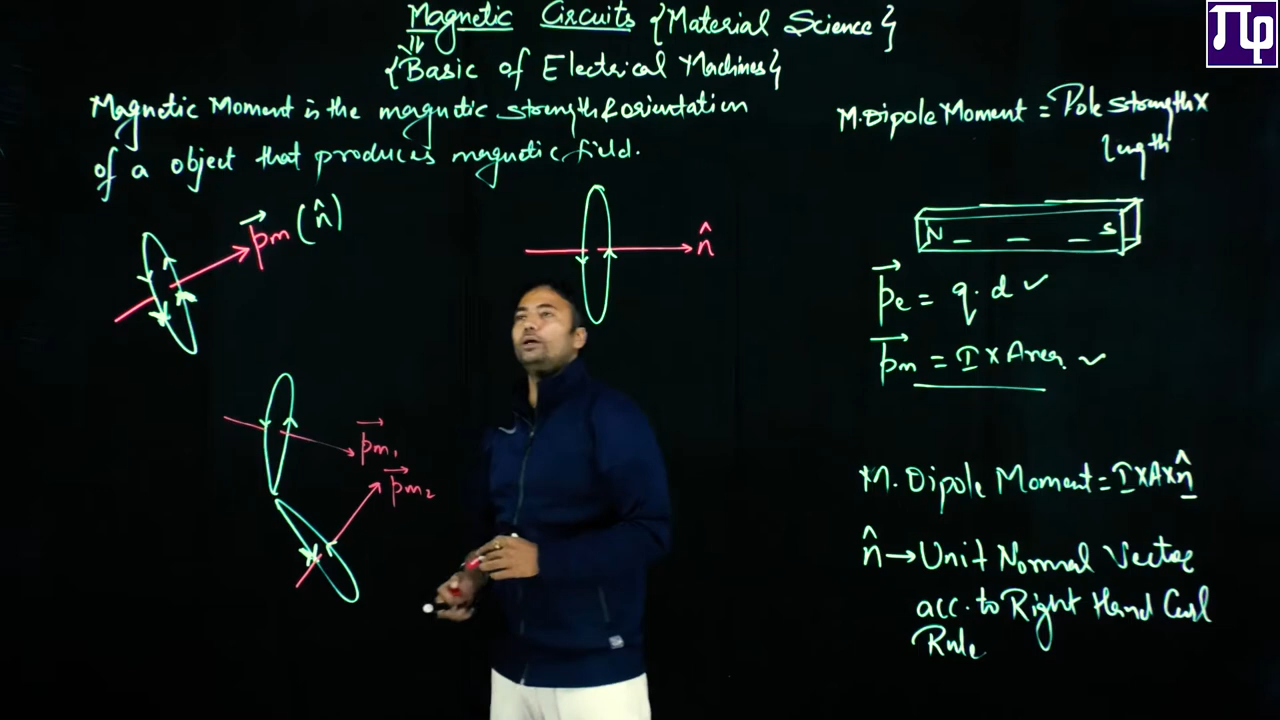 Magnetic Circuits {Material Science}
{Basic of Electrical Machines}
Magnetic Moment is the magnetic strength & orientation
of a object that produces magnetic field.
p⃗m (n̂)
n̂
p⃗m₁
p⃗m₂
M. Dipole Moment = Pole Strength ×
length
N S
p⃗e = q. d ✓
p⃗m = I × Area. ✓
M. Dipole Moment = I × A × n̂
n̂ → Unit Normal Vector
acc. to Right Hand Curl
Rule
πφ